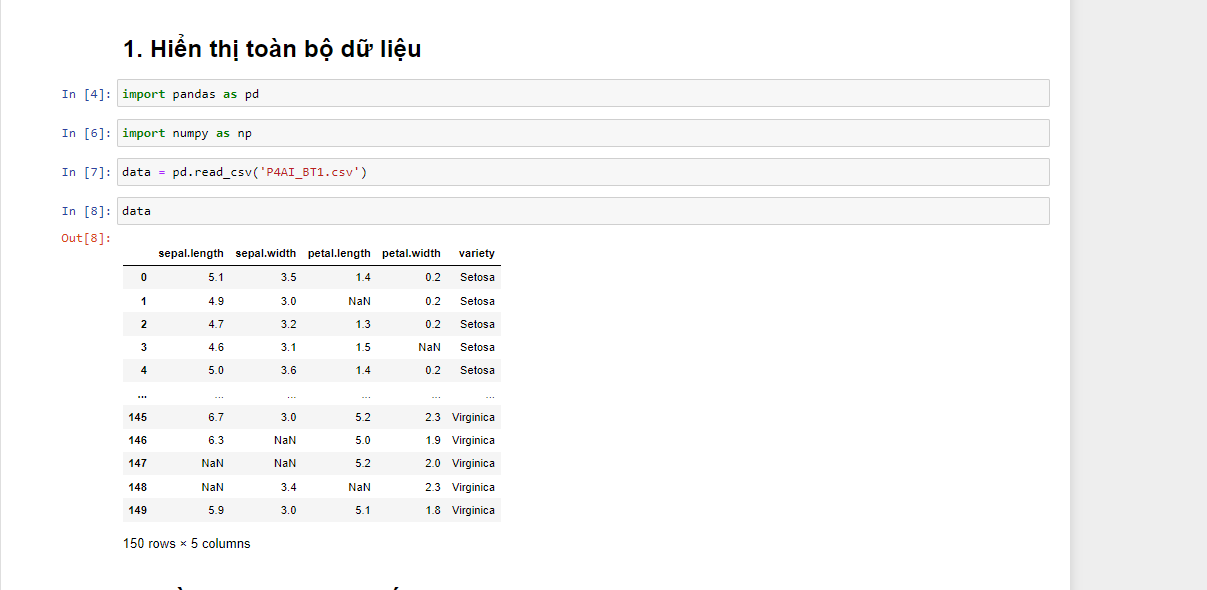 1. Hiển thị toàn bộ dữ liệu
In [4]: import pandas as pd
In [6]: import numpy as np
In [7]: data = pd.read_csv('P4AI_BT1.csv')
In [8]: data
Out[8]:
sepal.length sepal.width petal.length petal.width variety
0 5.1 3.5 1.4 0.2 Setosa
1 4.9 3.0 NaN 0.2 Setosa
2 4.7 3.2 1.3 0.2 Setosa
3 4.6 3.1 1.5 NaN Setosa
4 5.0 3.6 1.4 0.2 Setosa
... ... ... ... ... ...
145 6.7 3.0 5.2 2.3 Virginica
146 6.3 NaN 5.0 1.9 Virginica
147 NaN NaN 5.2 2.0 Virginica
148 NaN 3.4 NaN 2.3 Virginica
149 5.9 3.0 5.1 1.8 Virginica
150 rows × 5 columns